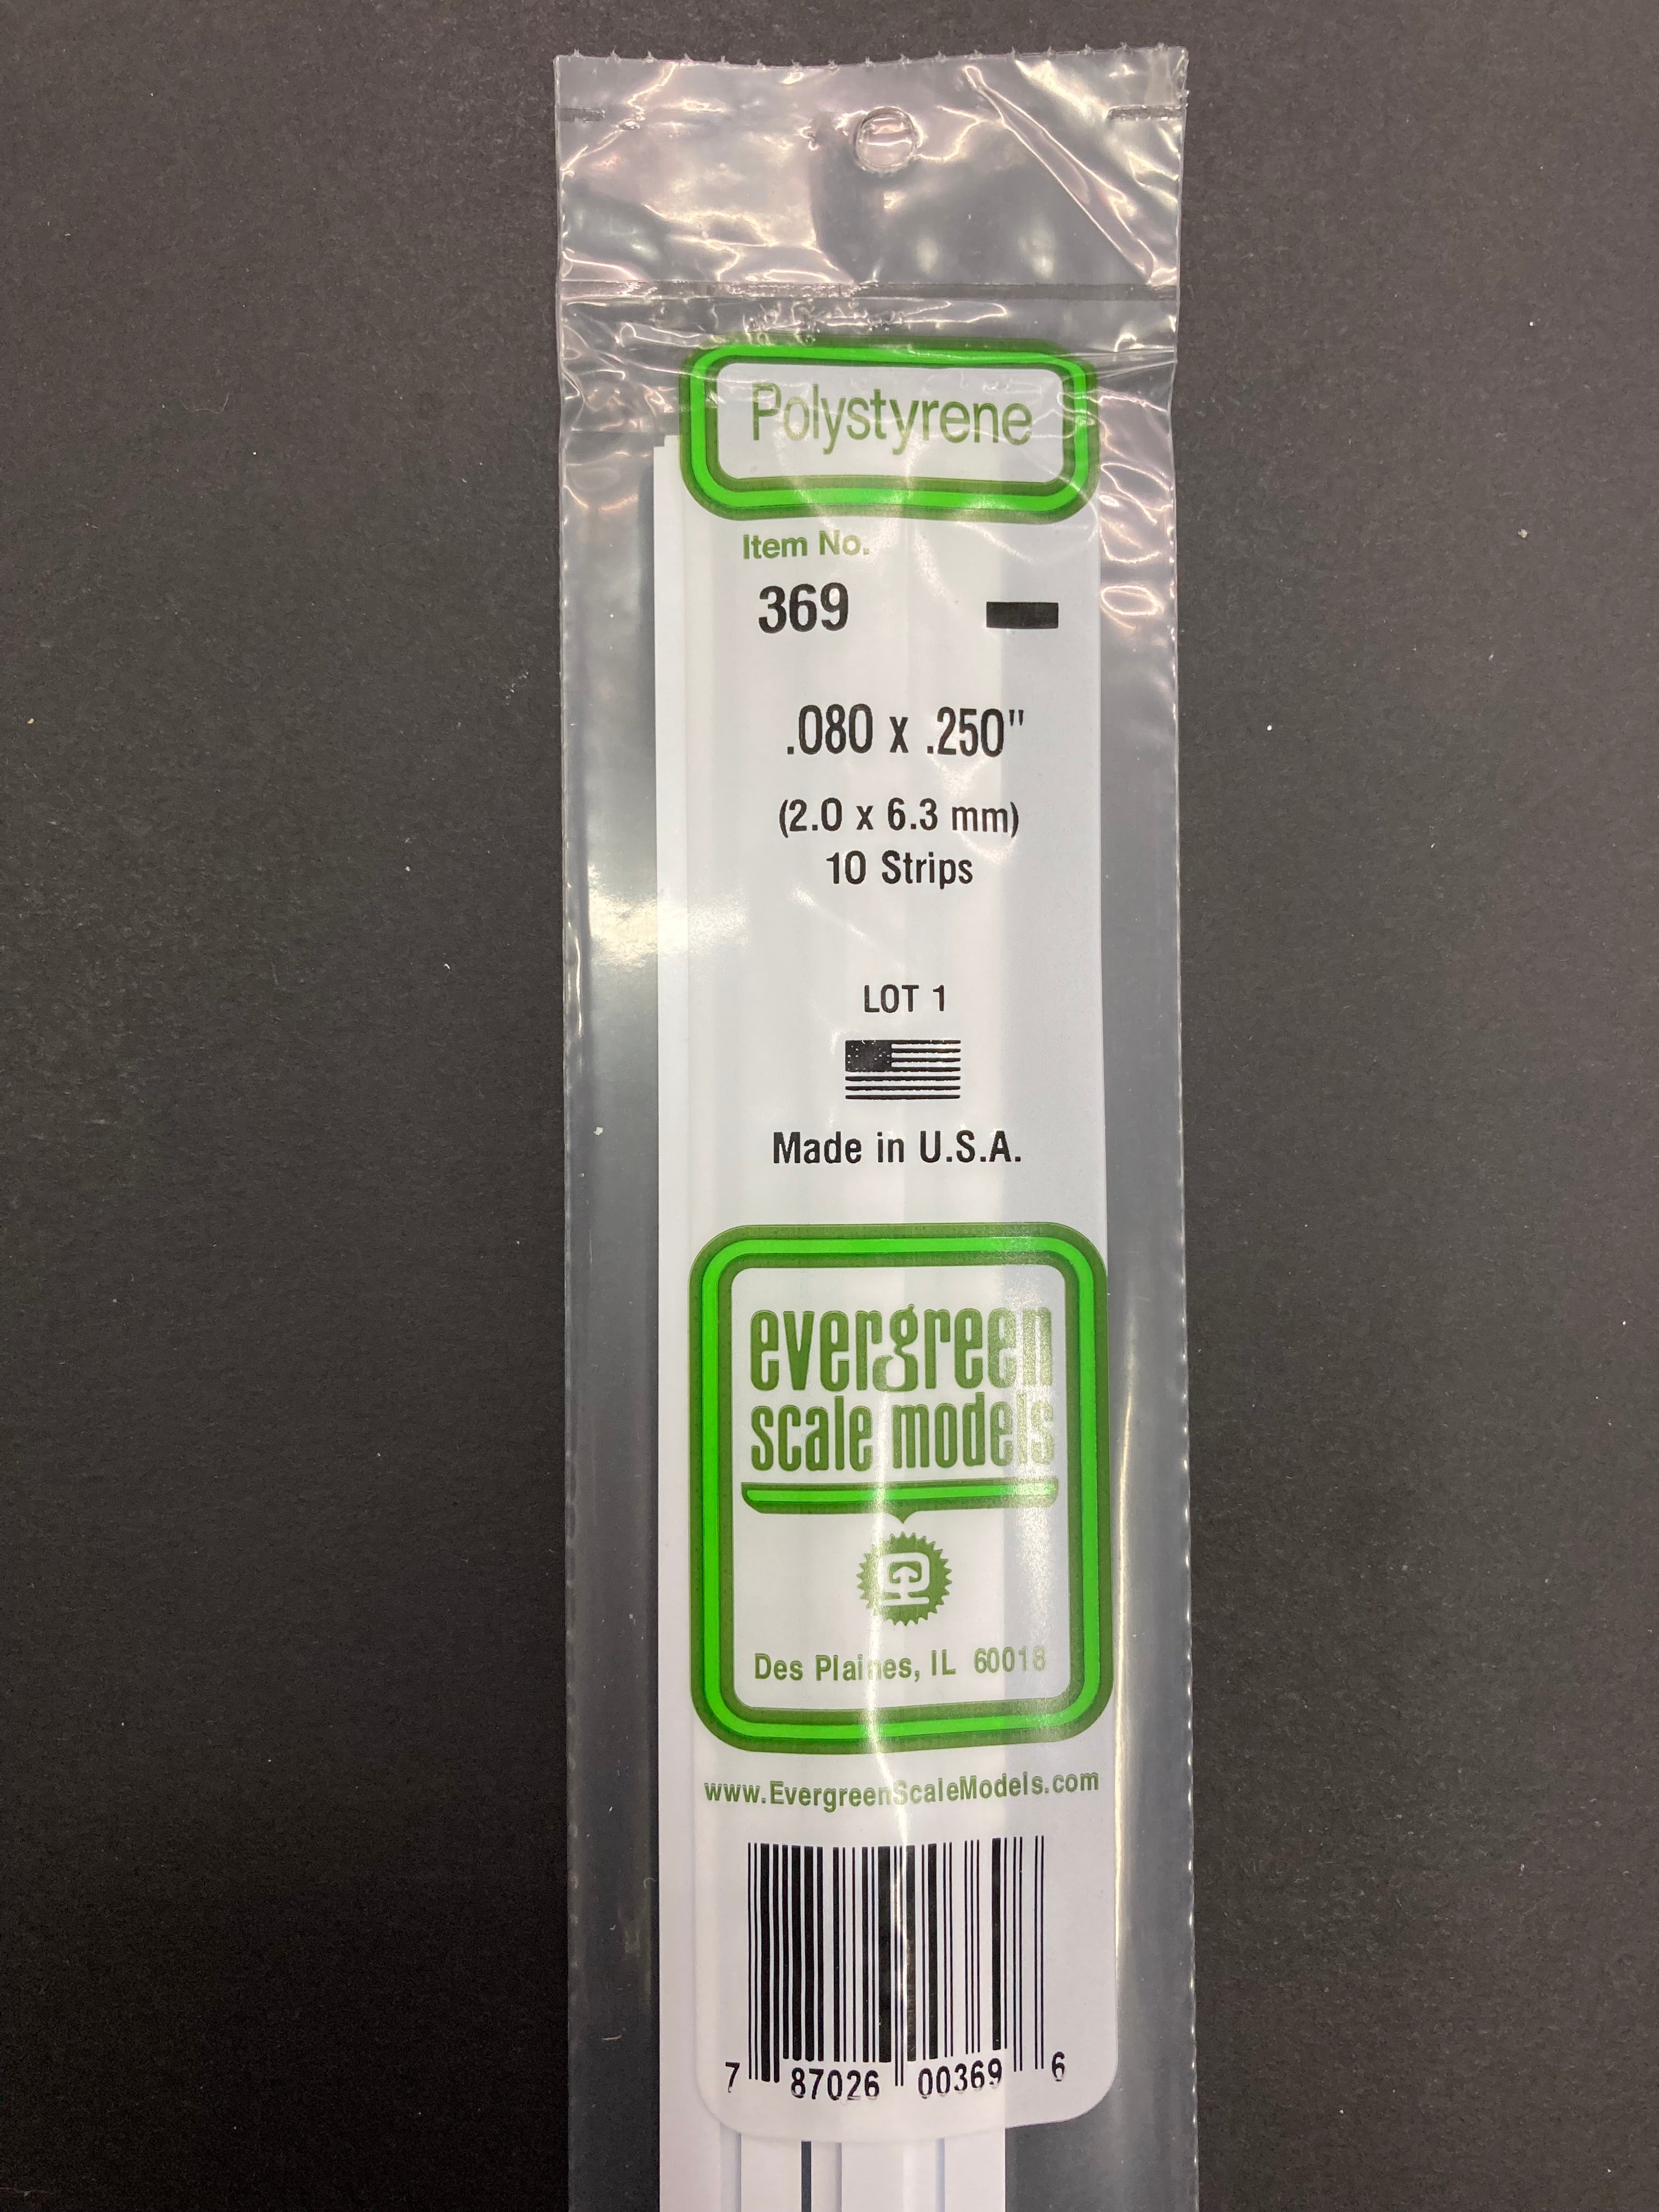 Polystyrene
Item No.
369
.080 x .250"
(2.0 x 6.3 mm)
10 Strips
LOT 1
Made in U.S.A.
evergreen
scale models
Des Plaines, IL 60018
www.EvergreenScaleModels.com
7 87026 00369 6